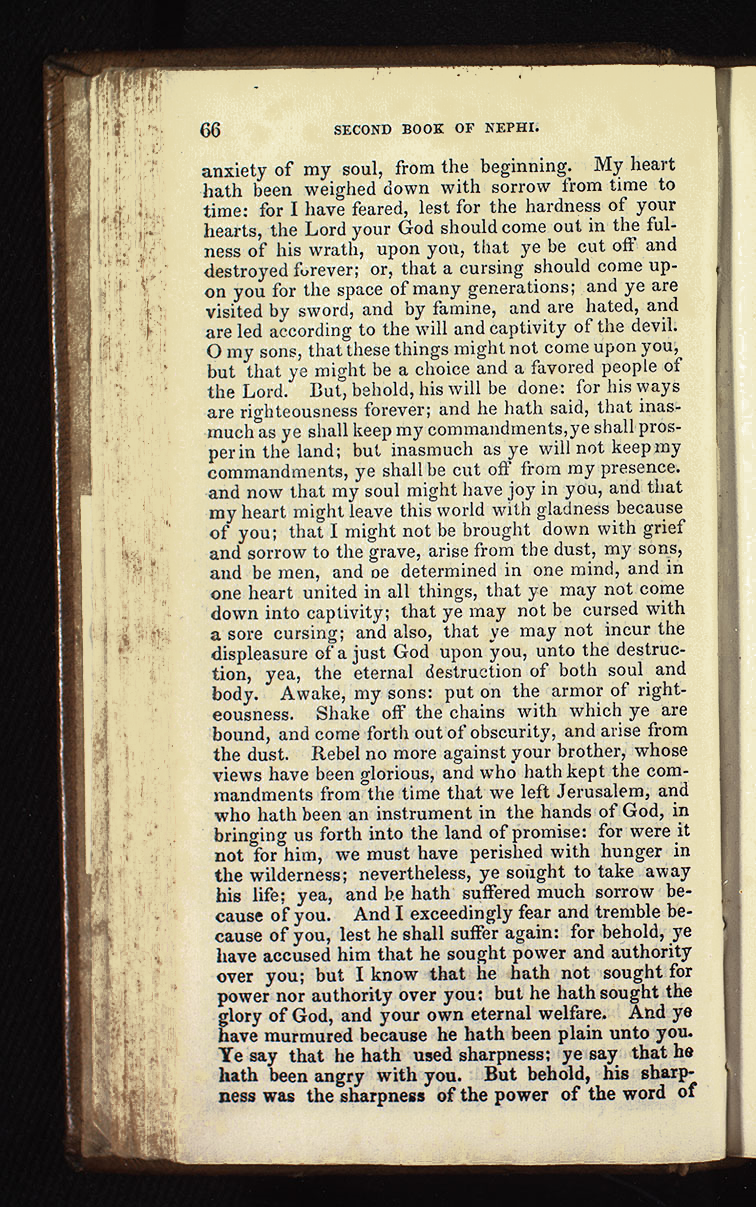 66 SECOND BOOK OF NEPHI.
anxiety of my soul, from the beginning. My heart
hath been weighed down with sorrow from time to
time: for I have feared, lest for the hardness of your
hearts, the Lord your God should come out in the ful-
ness of his wrath, upon you, that ye be cut off and
destroyed forever; or, that a cursing should come up-
on you for the space of many generations; and ye are
visited by sword, and by famine, and are hated, and
are led according to the will and captivity of the devil.
O my sons, that these things might not come upon you,
but that ye might be a choice and a favored people of
the Lord. But, behold, his will be done: for his ways
are righteousness forever; and he hath said, that inas-
much as ye shall keep my commandments, ye shall pros-
per in the land; but inasmuch as ye will not keep my
commandments, ye shall be cut off from my presence.
and now that my soul might have joy in you, and that
my heart might leave this world with gladness because
of you; that I might not be brought down with grief
and sorrow to the grave, arise from the dust, my sons,
and be men, and be determined in one mind, and in
one heart united in all things, that ye may not come
down into captivity; that ye may not be cursed with
a sore cursing; and also, that ye may not incur the
displeasure of a just God upon you, unto the destruc-
tion, yea, the eternal destruction of both soul and
body. Awake, my sons: put on the armor of right-
eousness. Shake off the chains with which ye are
bound, and come forth out of obscurity, and arise from
the dust. Rebel no more against your brother, whose
views have been glorious, and who hath kept the com-
mandments from the time that we left Jerusalem, and
who hath been an instrument in the hands of God, in
bringing us forth into the land of promise: for were it
not for him, we must have perished with hunger in
the wilderness; nevertheless, ye sought to take away
his life; yea, and he hath suffered much sorrow be-
cause of you. And I exceedingly fear and tremble be-
cause of you, lest he shall suffer again: for behold, ye
have accused him that he sought power and authority
over you; but I know that he hath not sought for
power nor authority over you: but he hath sought the
glory of God, and your own eternal welfare. And ye
have murmured because he hath been plain unto you.
Ye say that he hath used sharpness; ye say that he
hath been angry with you. But behold, his sharp-
ness was the sharpness of the power of the word of